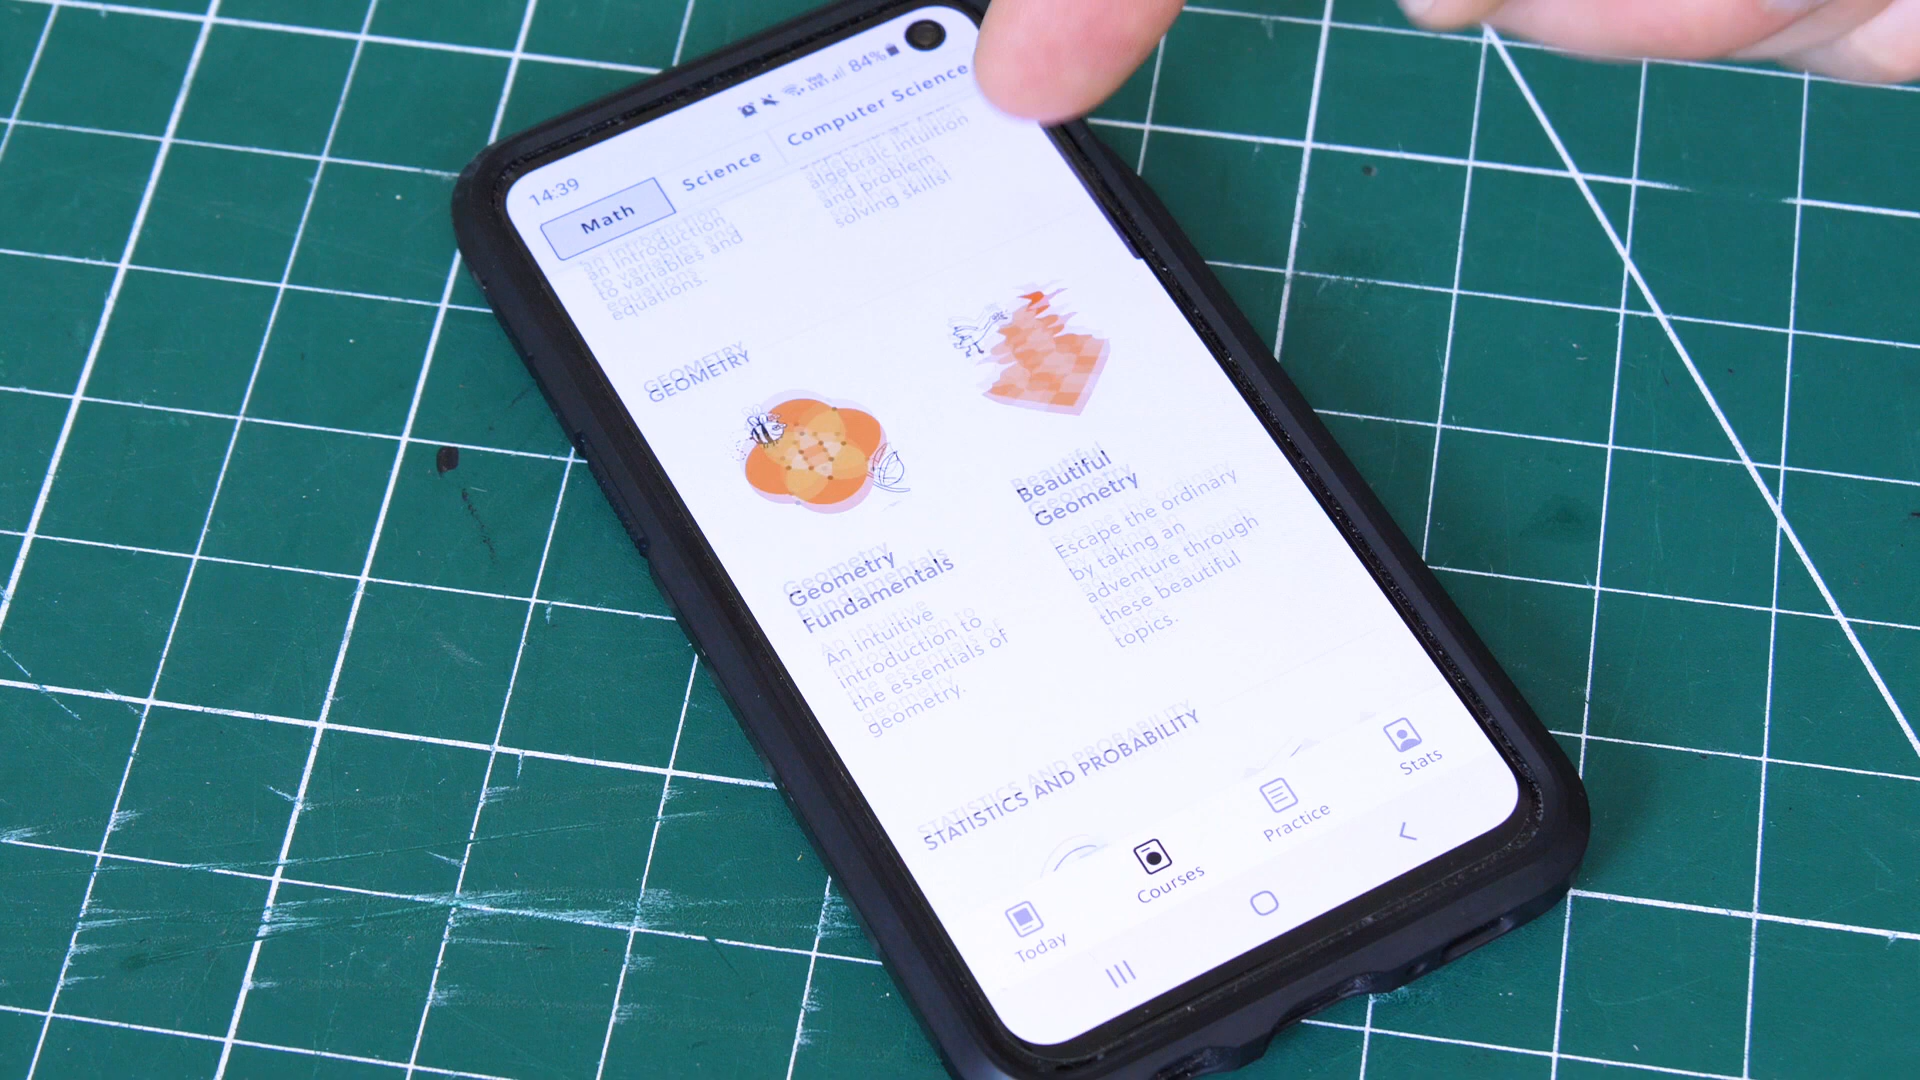 14:39
84%
Math
Science
Computer Science
an introduction
to variables and
equations.
algebraic intuition
and problem
solving skills!
GEOMETRY
Geometry
Fundamentals
An intuitive
introduction to
the essentials of
geometry.
Beautiful
Geometry
Escape the ordinary
by taking an
adventure through
these beautiful
topics.
STATISTICS AND PROBABILITY
Today
Courses
Practice
Stats